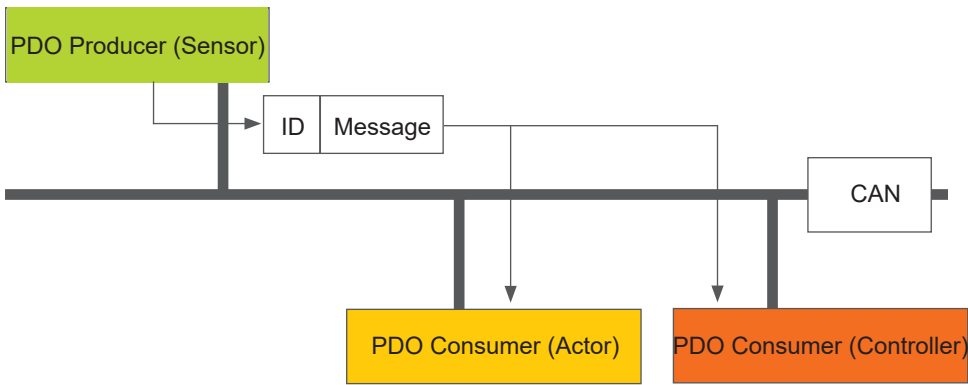 PDO Producer (Sensor)
ID
Message
CAN
PDO Consumer (Actor)
PDO Consumer (Controller)